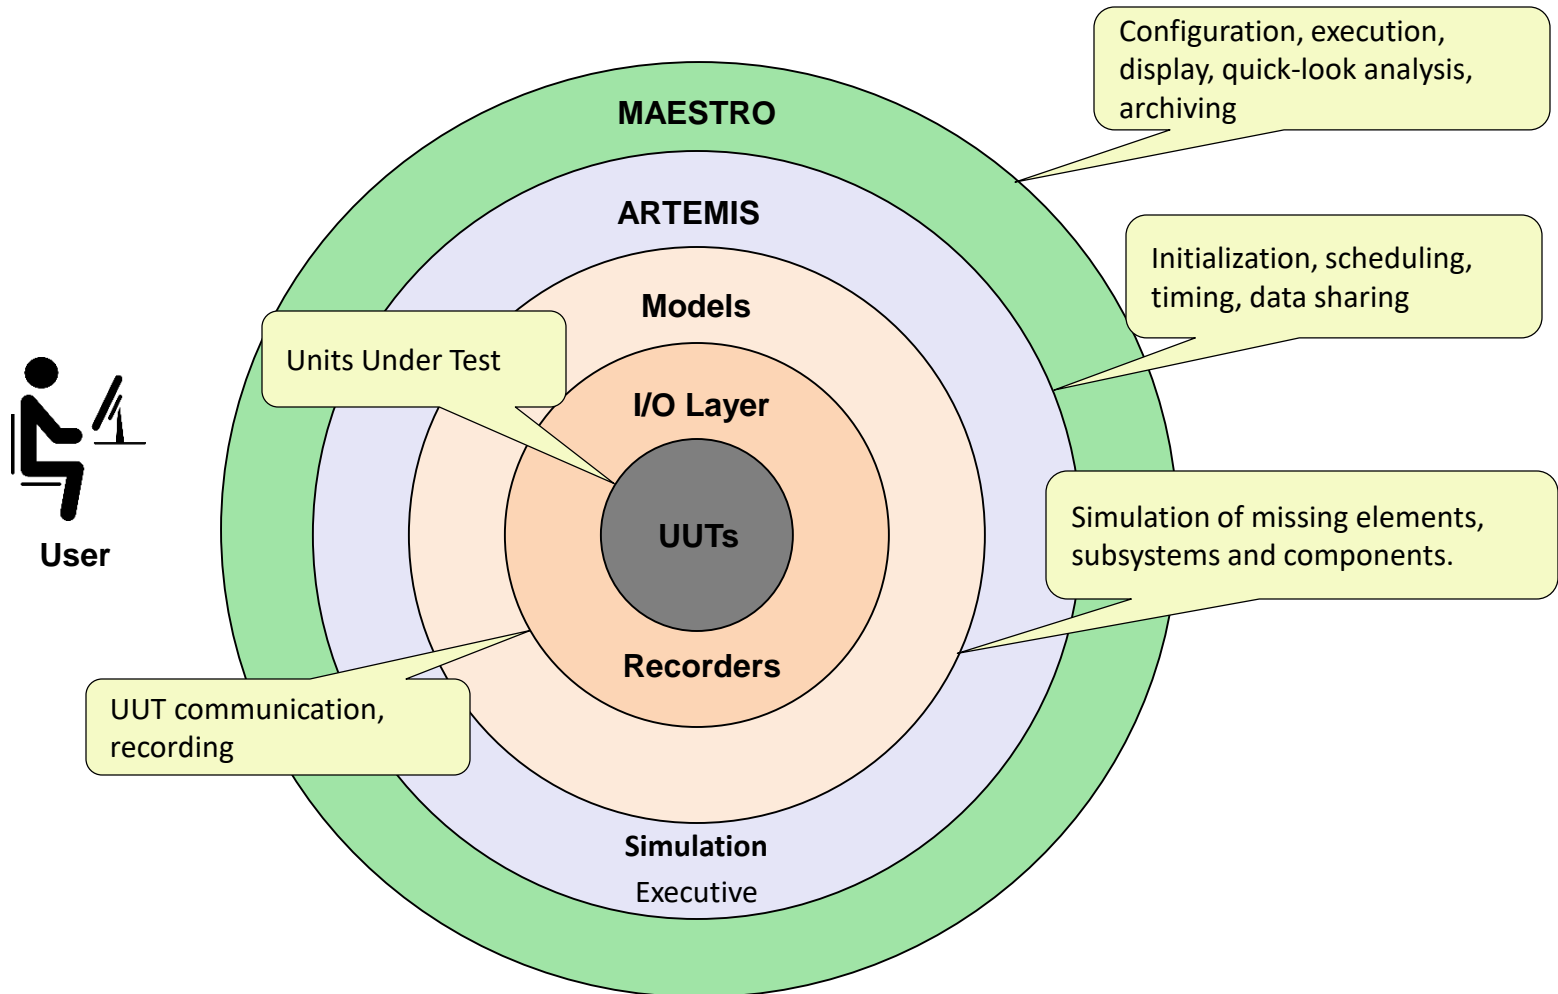 Configuration, execution,
display, quick-look analysis,
archiving
MAESTRO
ARTEMIS
Initialization, scheduling,
timing, data sharing
Models
Units Under Test
I/O Layer
UUTs
User
Simulation of missing elements,
subsystems and components.
Recorders
UUT communication,
recording
Simulation
Executive